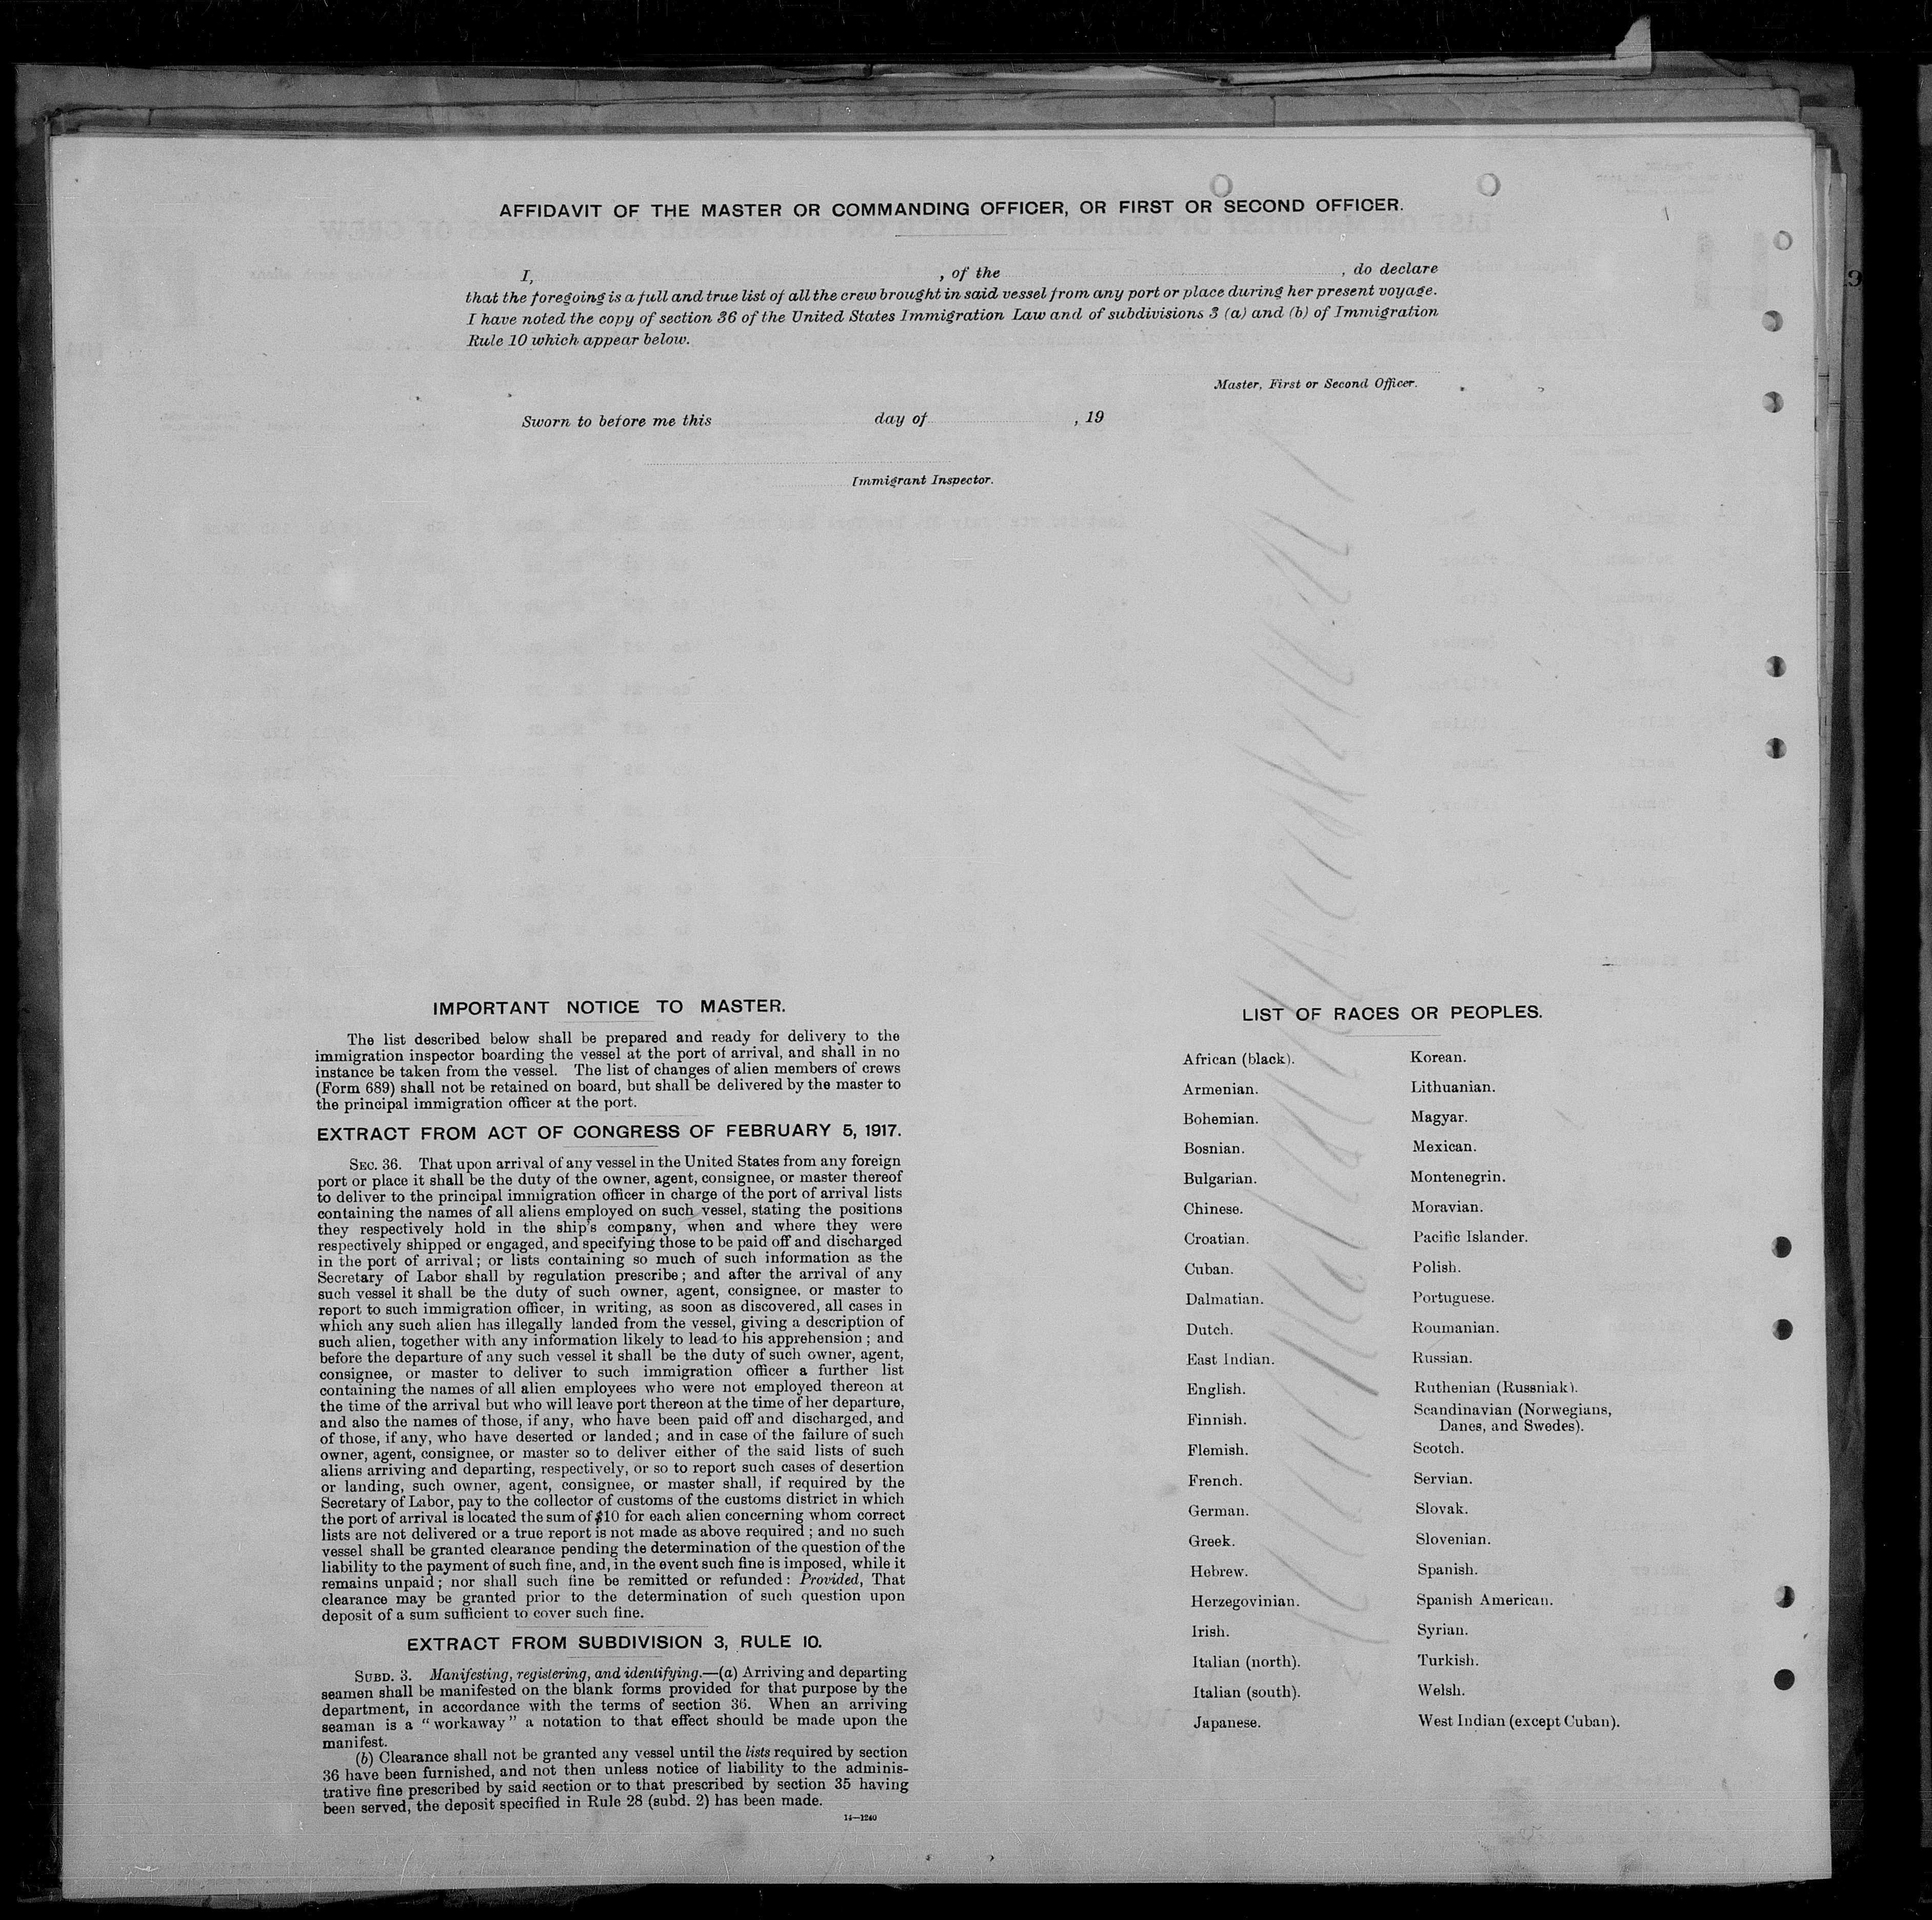 AFFIDAVIT OF THE MASTER OR COMMANDING OFFICER, OR FIRST OR SECOND OFFICER.
I, , of the , do declare
that the foregoing is a full and true list of all the crew brought in said vessel from any port or place during her present voyage.
I have noted the copy of section 36 of the United States Immigration Law and of subdivisions 3 (a) and (b) of Immigration
Rule 10 which appear below.
Master, First or Second Officer.
Sworn to before me this day of , 19
Immigrant Inspector.
IMPORTANT NOTICE TO MASTER.
The list described below shall be prepared and ready for delivery to the
immigration inspector boarding the vessel at the port of arrival, and shall in no
instance be taken from the vessel. The list of changes of alien members of crews
(Form 689) shall not be retained on board, but shall be delivered by the master to
the principal immigration officer at the port.
EXTRACT FROM ACT OF CONGRESS OF FEBRUARY 5, 1917.
SEC. 36. That upon arrival of any vessel in the United States from any foreign
port or place it shall be the duty of the owner, agent, consignee, or master thereof
to deliver to the principal immigration officer in charge of the port of arrival lists
containing the names of all aliens employed on such vessel, stating the positions
they respectively hold in the ship's company, when and where they were
respectively shipped or engaged, and specifying those to be paid off and discharged
in the port of arrival; or lists containing so much of such information as the
Secretary of Labor shall by regulation prescribe; and after the arrival of any
such vessel it shall be the duty of such owner, agent, consignee, or master to
report to such immigration officer, in writing, as soon as discovered, all cases in
which any such alien has illegally landed from the vessel, giving a description of
such alien, together with any information likely to lead to his apprehension; and
before the departure of any such vessel it shall be the duty of such owner, agent,
consignee, or master to deliver to such immigration officer a further list
containing the names of all alien employees who were not employed thereon at
the time of the arrival but who will leave port thereon at the time of her departure,
and also the names of those, if any, who have been paid off and discharged, and
of those, if any, who have deserted or landed; and in case of the failure of such
owner, agent, consignee, or master so to deliver either of the said lists of such
aliens arriving and departing, respectively, or so to report such cases of desertion
or landing, such owner, agent, consignee, or master shall, if required by the
Secretary of Labor, pay to the collector of customs of the customs district in which
the port of arrival is located the sum of $10 for each alien concerning whom correct
lists are not delivered or a true report is not made as above required; and no such
vessel shall be granted clearance pending the determination of the question of the
liability to the payment of such fine, and, in the event such fine is imposed, while it
remains unpaid; nor shall such fine be remitted or refunded: Provided, That
clearance may be granted prior to the determination of such question upon
deposit of a sum sufficient to cover such fine.
EXTRACT FROM SUBDIVISION 3, RULE 10.
SUBD. 3. Manifesting, registering, and identifying.—(a) Arriving and departing
seamen shall be manifested on the blank forms provided for that purpose by the
department, in accordance with the terms of section 36. When an arriving
seaman is a "workaway" a notation to that effect should be made upon the
manifest.
(b) Clearance shall not be granted any vessel until the lists required by section
36 have been furnished, and not then unless notice of liability to the adminis-
trative fine prescribed by said section or to that prescribed by section 35 having
been served, the deposit specified in Rule 28 (subd. 2) has been made.
14—1240
LIST OF RACES OR PEOPLES.
African (black).
Armenian.
Bohemian.
Bosnian.
Bulgarian.
Chinese.
Croatian.
Cuban.
Dalmatian.
Dutch.
East Indian.
English.
Finnish.
Flemish.
French.
German.
Greek.
Hebrew.
Herzegovinian.
Irish.
Italian (north).
Italian (south).
Japanese.
Korean.
Lithuanian.
Magyar.
Mexican.
Montenegrin.
Moravian.
Pacific Islander.
Polish.
Portuguese.
Roumanian.
Russian.
Ruthenian (Russniak).
Scandinavian (Norwegians,
Danes, and Swedes).
Scotch.
Servian.
Slovak.
Slovenian.
Spanish.
Spanish American.
Syrian.
Turkish.
Welsh.
West Indian (except Cuban).